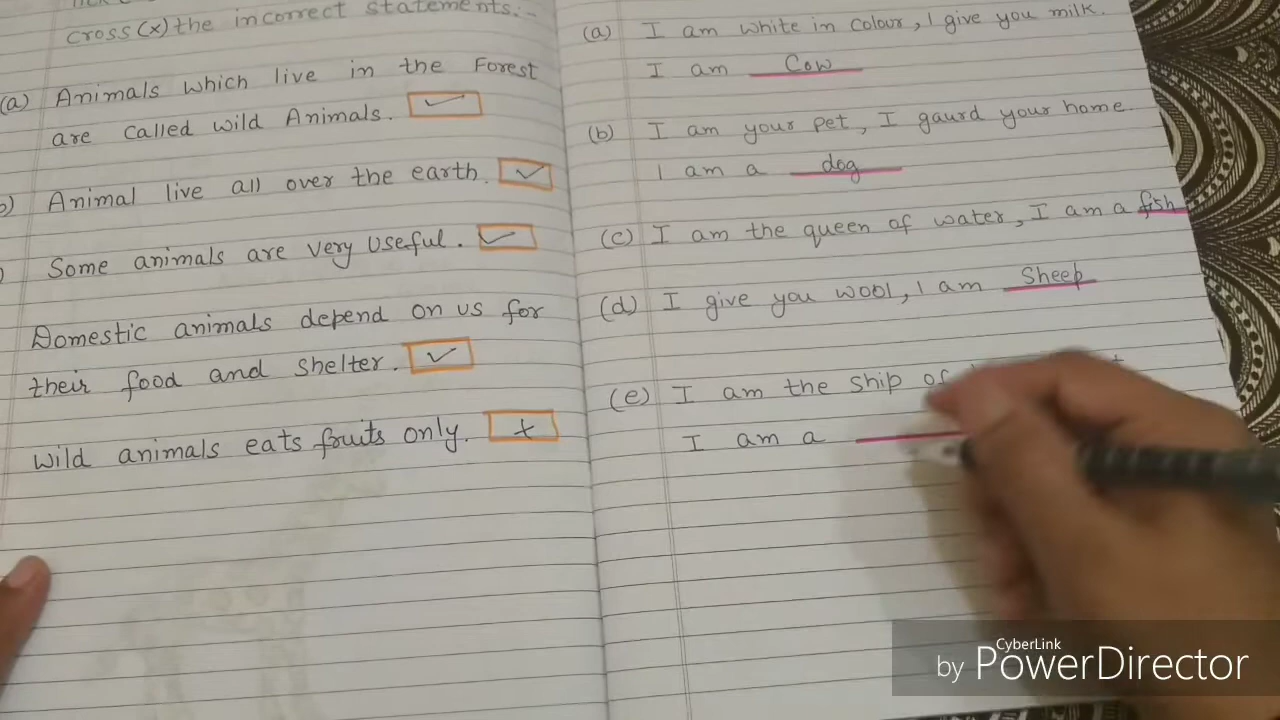 cross(x) the incorrect statements:-
(a) Animals which live in the Forest
are called wild Animals. ✓
Animal live all over the earth. ✓
Some animals are very useful. ✓
Domestic animals depend on us for
their food and shelter. ✓
wild animals eats fruits only. x
(a) I am white in colour, I give you milk.
I am Cow
(b) I am your pet, I gaurd your home.
I am a dog
(c) I am the queen of water, I am a fish
(d) I give you wool, I am Sheep
(e) I am the ship of
I am a
CyberLink
by PowerDirector